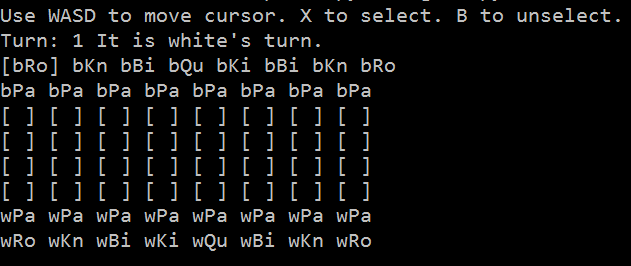 Use WASD to move cursor. X to select. B to unselect.
Turn: 1 It is white's turn.
[bRo] bKn bBi bQu bKi bBi bKn bRo
bPa bPa bPa bPa bPa bPa bPa bPa
[ ] [ ] [ ] [ ] [ ] [ ] [ ] [ ]
[ ] [ ] [ ] [ ] [ ] [ ] [ ] [ ]
[ ] [ ] [ ] [ ] [ ] [ ] [ ] [ ]
[ ] [ ] [ ] [ ] [ ] [ ] [ ] [ ]
wPa wPa wPa wPa wPa wPa wPa wPa
wRo wKn wBi wKi wQu wBi wKn wRo